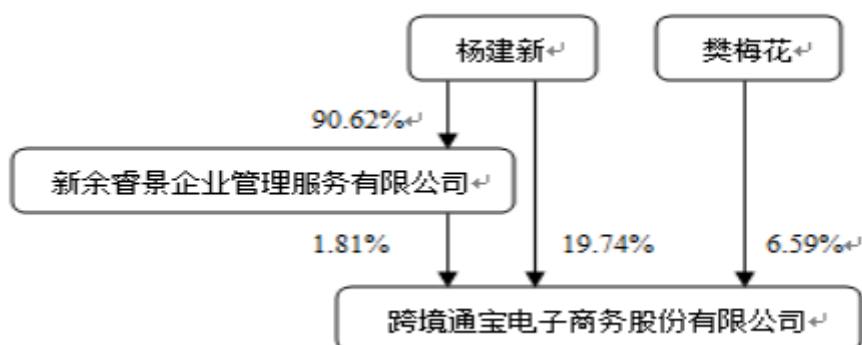 杨建新↵
樊梅花↵
90.62%↵
新余睿景企业管理服务有限公司↵
1.81%
19.74%
6.59%↵
跨境通宝电子商务股份有限公司↵